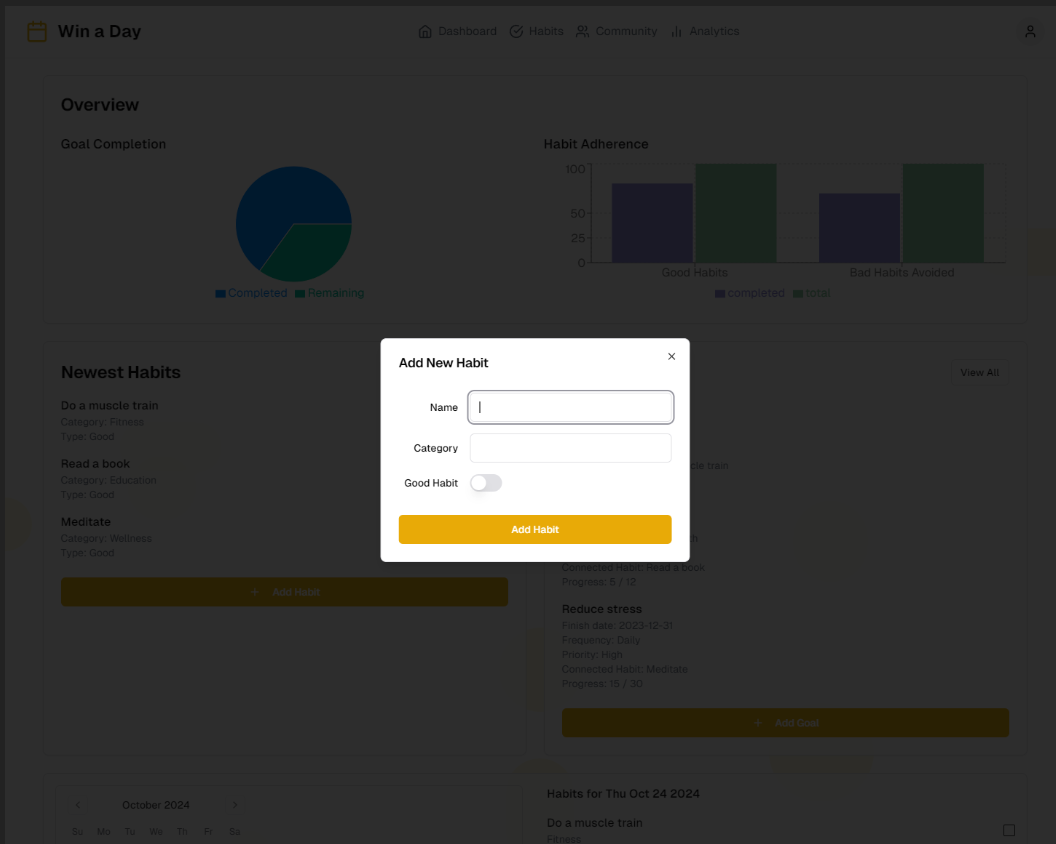 Win a Day
Dashboard
Habits
Community
Analytics
Overview
Goal Completion
Completed
Remaining
Habit Adherence
100
50
25
0
Good Habits
Bad Habits Avoided
completed
total
Newest Habits
Do a muscle train
Category: Fitness
Type: Good
Read a book
Category: Education
Type: Good
Meditate
Category: Wellness
Type: Good
+ Add Habit
View All
cle train
h
Connected Habit: Read a book
Progress: 5 / 12
Reduce stress
Finish date: 2023-12-31
Frequency: Daily
Priority: High
Connected Habit: Meditate
Progress: 15 / 30
+ Add Goal
Add New Habit
Name
Category
Good Habit
Add Habit
October 2024
Su Mo Tu We Th Fr Sa
Habits for Thu Oct 24 2024
Do a muscle train
Fitness